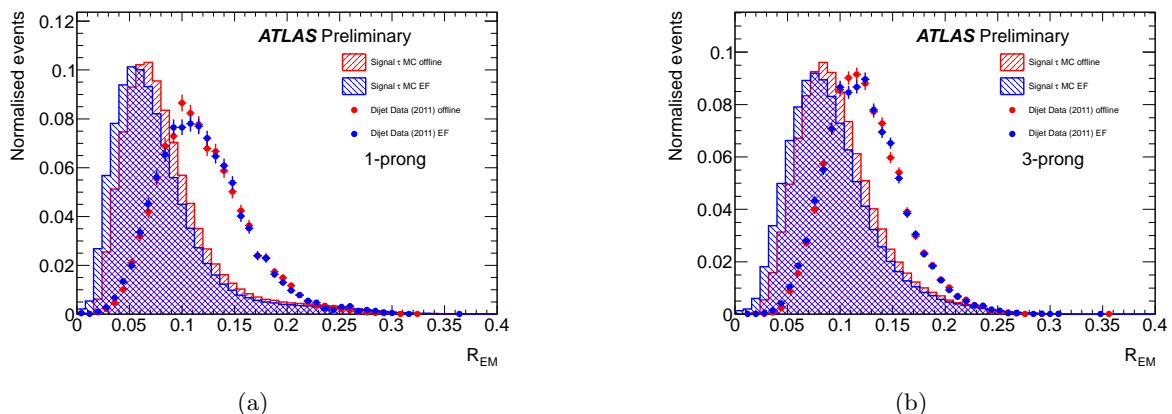 Normalised events
0.12
0.1
0.08
0.06
0.04
0.02
0
ATLAS Preliminary
Signal τ MC offline
Signal τ MC EF
Dijet Data (2011) offline
Dijet Data (2011) EF
1-prong
0 0.05 0.1 0.15 0.2 0.25 0.3 0.35 0.4
R_EM
(a)
Normalised events
0.1
0.08
0.06
0.04
0.02
0
ATLAS Preliminary
Signal τ MC offline
Signal τ MC EF
Dijet Data (2011) offline
Dijet Data (2011) EF
3-prong
0 0.05 0.1 0.15 0.2 0.25 0.3 0.35 0.4
R_EM
(b)